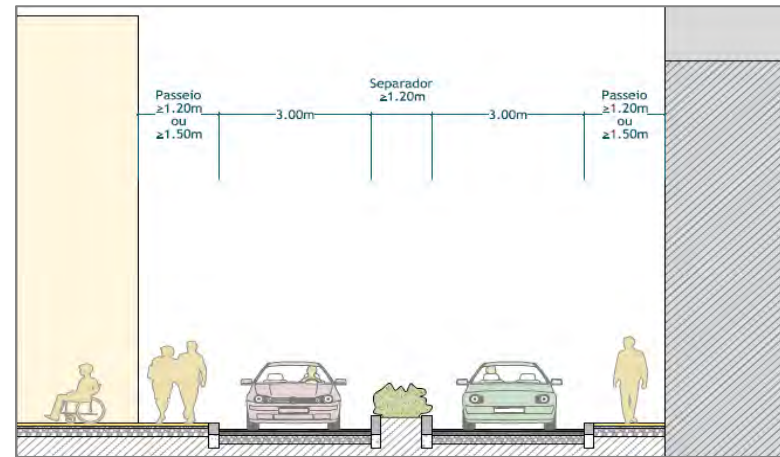 Passeio
≥1.20m
ou
≥1.50m
3.00m
Separador
≥1.20m
3.00m
Passeio
≥1.20m
ou
≥1.50m